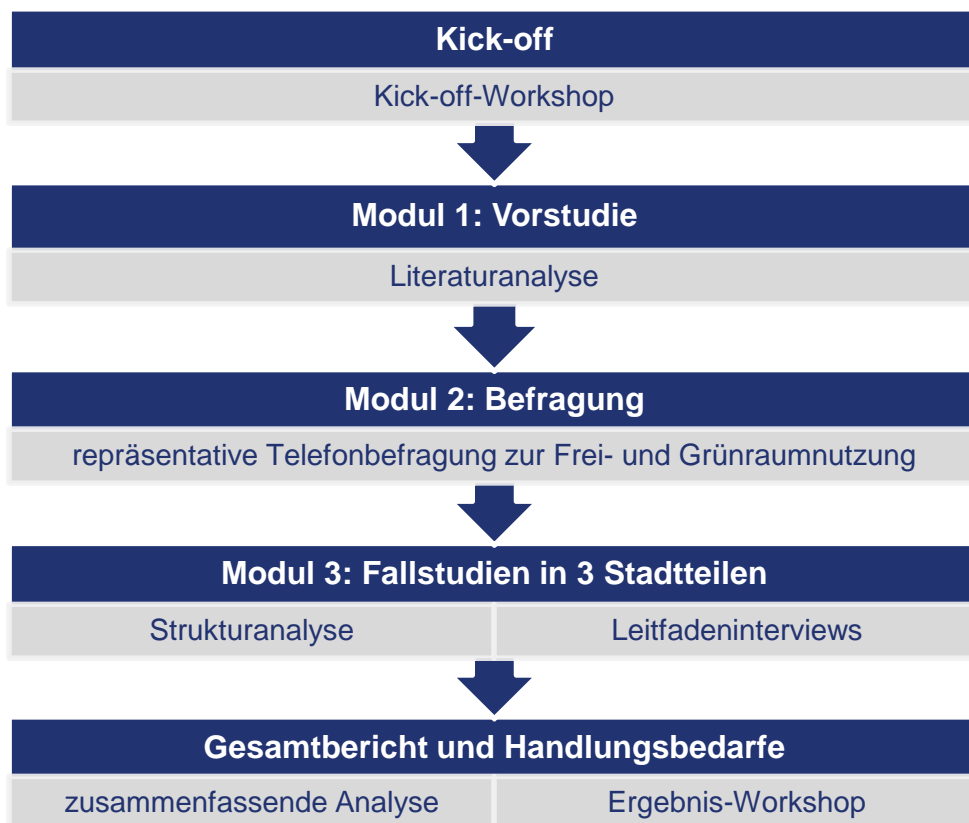 Kick-off
Kick-off-Workshop
Modul 1: Vorstudie
Literaturanalyse
Modul 2: Befragung
repräsentative Telefonbefragung zur Frei- und Grünraumnutzung
Modul 3: Fallstudien in 3 Stadtteilen
Strukturanalyse
Leitfadeninterviews
Gesamtbericht und Handlungsbedarfe
zusammenfassende Analyse
Ergebnis-Workshop